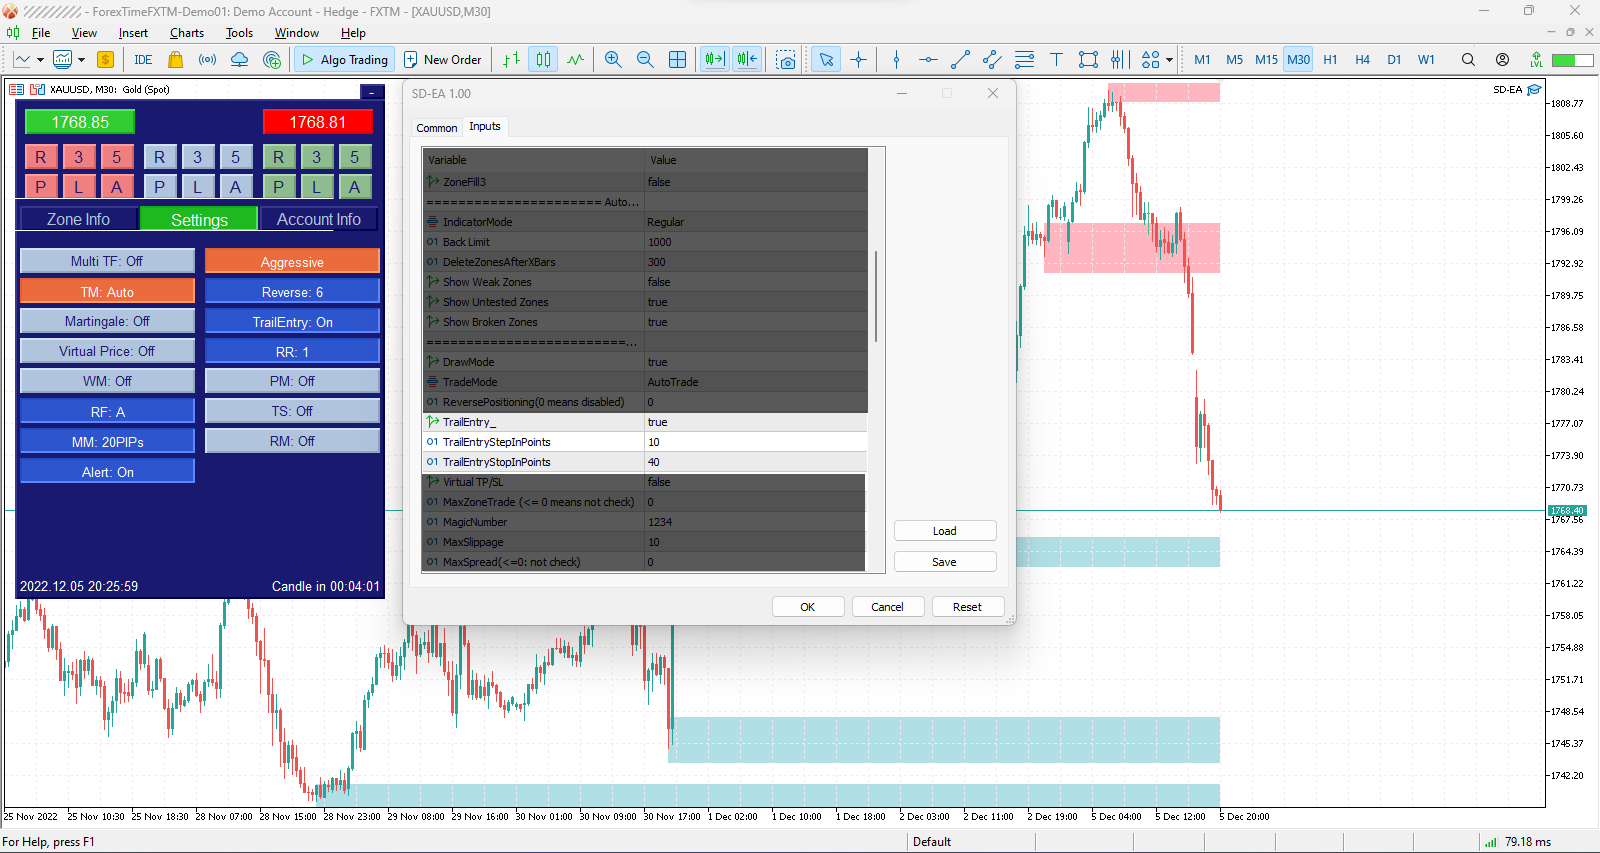 - ForexTimeFXTM-Demo01: Demo Account - Hedge - FXTM - [XAUUSD,M30]
File View Insert Charts Tools Window Help
IDE Algo Trading New Order M1 M5 M15 M30 H1 H4 D1 W1 LVL
XAUUSD, M30: Gold (Spot)
SD-EA
1768.85 1768.81
R 3 5 R 3 5 R 3 5
P L A P L A P L A
Zone Info Settings Account Info
Multi TF: Off Aggressive
TM: Auto Reverse: 6
Martingale: Off TrailEntry: On
Virtual Price: Off RR: 1
WM: Off PM: Off
RF: A TS: Off
MM: 20PIPs RM: Off
Alert: On
2022.12.05 20:25:59 Candle in 00:04:01
SD-EA 1.00
Common Inputs
Variable Value
ZoneFill3 false
======================= Auto...
IndicatorMode Regular
01 Back Limit 1000
01 DeleteZonesAfterXBars 300
Show Weak Zones false
Show Untested Zones true
Show Broken Zones true
==========================...
DrawMode true
TradeMode AutoTrade
01 ReversePositioning(0 means disabled) 0
TrailEntry_ true
01 TrailEntryStepInPoints 10
01 TrailEntryStopInPoints 40
Virtual TP/SL false
01 MaxZoneTrade (<= 0 means not check) 0
01 MagicNumber 1234
01 MaxSlippage 10
01 MaxSpread(<=0: not check) 0
Load
Save
OK Cancel Reset
1808.77
1805.60
1802.43
1799.26
1796.09
1792.92
1789.75
1786.58
1783.41
1780.24
1777.07
1773.90
1770.73
1768.40
1767.56
1764.39
1761.22
1758.05
1754.88
1751.71
1748.54
1745.37
1742.20
25 Nov 2022 25 Nov 10:30 25 Nov 18:30 28 Nov 07:00 28 Nov 15:00 28 Nov 23:00 29 Nov 08:00 29 Nov 16:30 30 Nov 01:00 30 Nov 09:00 30 Nov 17:00 1 Dec 02:00 1 Dec 10:00 1 Dec 18:00 2 Dec 03:00 2 Dec 11:00 2 Dec 19:00 5 Dec 04:00 5 Dec 12:00 5 Dec 20:00
For Help, press F1 Default 79.18 ms